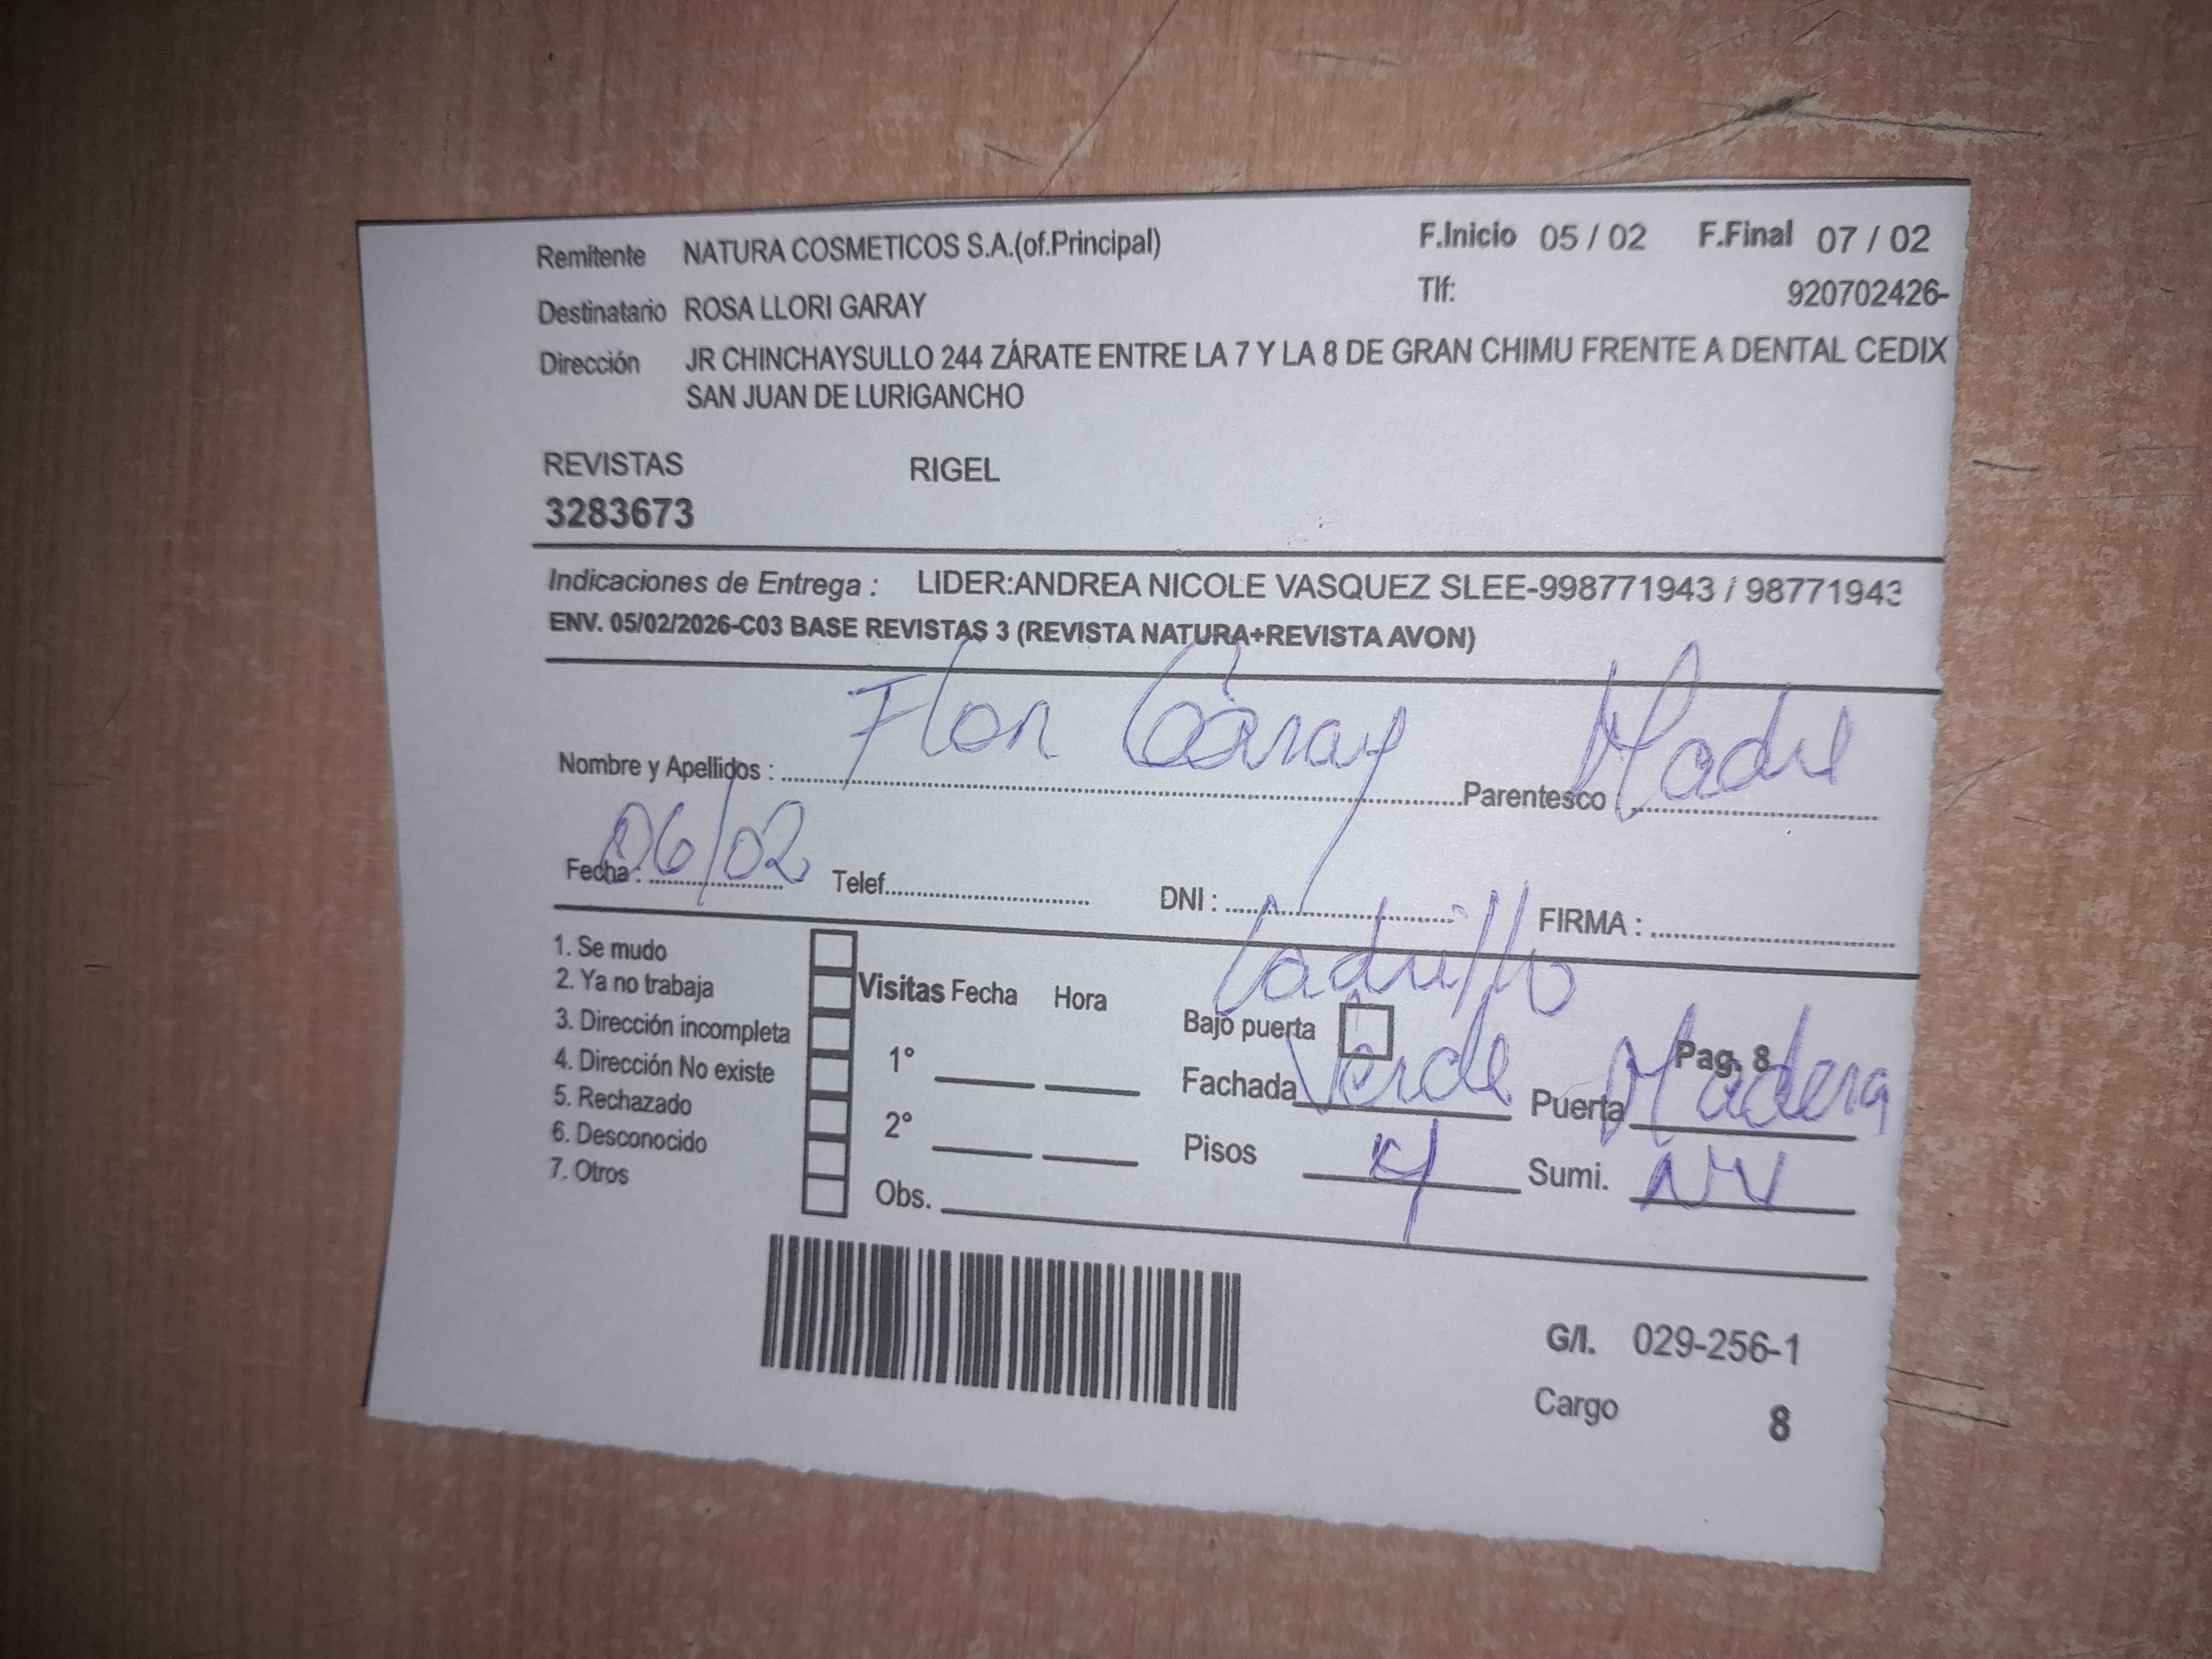 Remitente NATURA COSMETICOS S.A.(of.Principal) F.Inicio 05 / 02 F.Final 07 / 02
Destinatario ROSA LLORI GARAY Tlf: 920702426-
Dirección JR CHINCHAYSULLO 244 ZÁRATE ENTRE LA 7 Y LA 8 DE GRAN CHIMU FRENTE A DENTAL CEDIX
SAN JUAN DE LURIGANCHO
REVISTAS RIGEL
3283673
Indicaciones de Entrega : LIDER:ANDREA NICOLE VASQUEZ SLEE-998771943 / 98771943
ENV. 05/02/2026-C03 BASE REVISTAS 3 (REVISTA NATURA+REVISTA AVON)
Nombre y Apellidos : Flor Garay Parentesco : Madre
Fecha : 06/02 Telef. DNI : FIRMA :
1. Se mudo
2. Ya no trabaja
3. Dirección incompleta
4. Dirección No existe
5. Rechazado
6. Desconocido
7. Otros
Visitas Fecha Hora
1°
2°
Obs.
Ladrillo
Bajo puerta Pag. 8
Fachada Verde Puerta Madera
Pisos 4 Sumi. NV
G/I. 029-256-1
Cargo 8